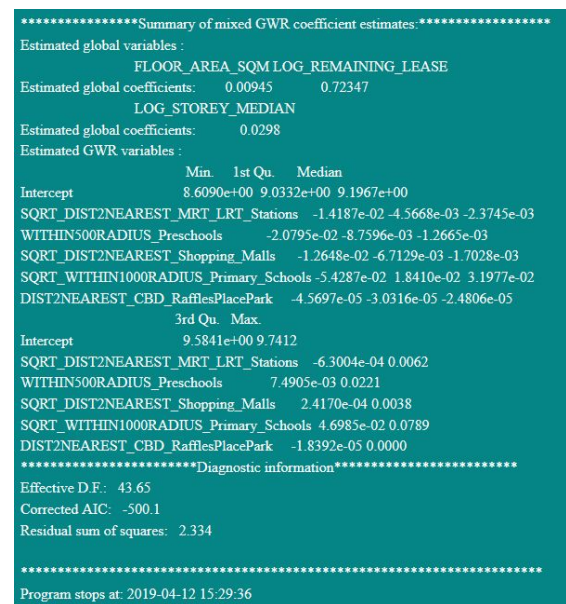 ****************Summary of mixed GWR coefficient estimates:******************
Estimated global variables :
FLOOR_AREA_SQM LOG_REMAINING_LEASE
Estimated global coefficients: 0.00945 0.72347
LOG_STOREY_MEDIAN
Estimated global coefficients: 0.0298
Estimated GWR variables :
Min. 1st Qu. Median
Intercept 8.6090e+00 9.0332e+00 9.1967e+00
SQRT_DIST2NEAREST_MRT_LRT_Stations -1.4187e-02 -4.5668e-03 -2.3745e-03
WITHIN500RADIUS_Preschools -2.0795e-02 -8.7596e-03 -1.2665e-03
SQRT_DIST2NEAREST_Shopping_Malls -1.2648e-02 -6.7129e-03 -1.7028e-03
SQRT_WITHIN1000RADIUS_Primary_Schools -5.4287e-02 1.8410e-02 3.1977e-02
DIST2NEAREST_CBD_RafflesPlacePark -4.5697e-05 -3.0316e-05 -2.4806e-05
3rd Qu. Max.
Intercept 9.5841e+00 9.7412
SQRT_DIST2NEAREST_MRT_LRT_Stations -6.3004e-04 0.0062
WITHIN500RADIUS_Preschools 7.4905e-03 0.0221
SQRT_DIST2NEAREST_Shopping_Malls 2.4170e-04 0.0038
SQRT_WITHIN1000RADIUS_Primary_Schools 4.6985e-02 0.0789
DIST2NEAREST_CBD_RafflesPlacePark -1.8392e-05 0.0000
************************Diagnostic information*************************
Effective D.F.: 43.65
Corrected AIC: -500.1
Residual sum of squares: 2.334
***********************************************************************
Program stops at: 2019-04-12 15:29:36